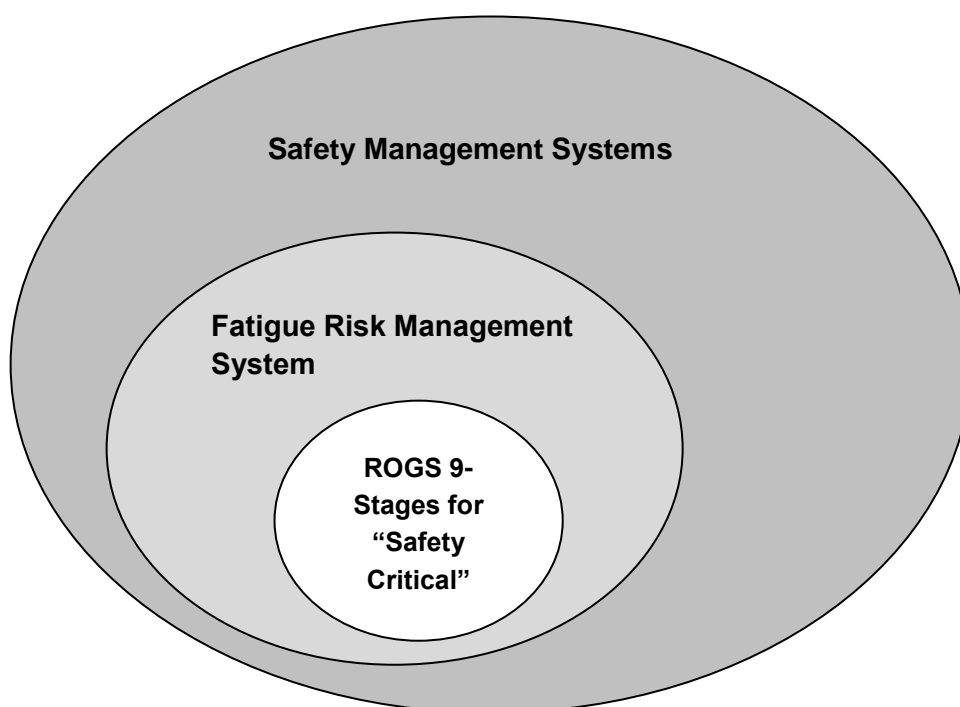 Safety Management Systems
Fatigue Risk Management
System
ROGS 9-
Stages for
“Safety
Critical”